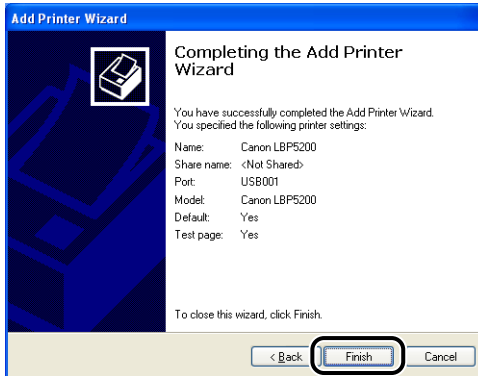 Add Printer Wizard
Completing the Add Printer
Wizard
You have successfully completed the Add Printer Wizard.
You specified the following printer settings:
Name: Canon LBP5200
Share name: <Not Shared>
Port: USB001
Model: Canon LBP5200
Default: Yes
Test page: Yes
To close this wizard, click Finish.
< Back Finish Cancel